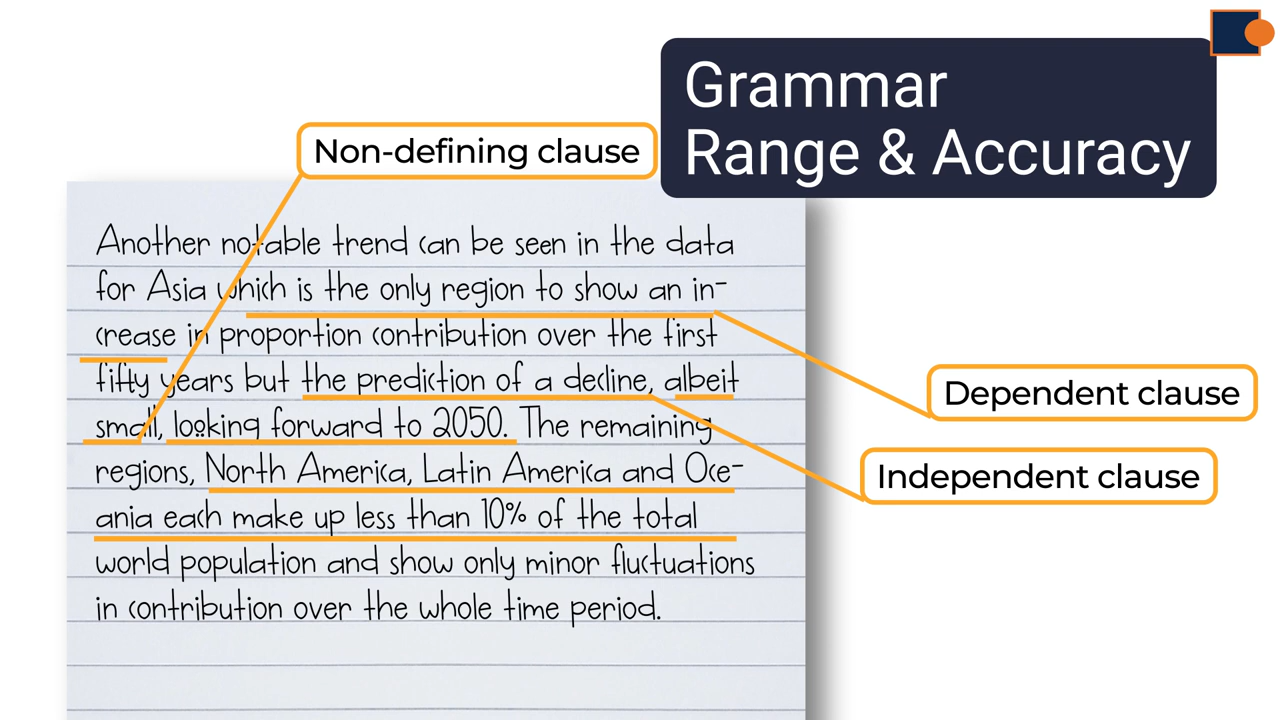 Grammar
Range & Accuracy
Non-defining clause
Another notable trend can be seen in the data
for Asia which is the only region to show an in-
crease in proportion contribution over the first
fifty years but the prediction of a decline, albeit
small, looking forward to 2050. The remaining
regions, North America, Latin America and Oce-
ania each make up less than 10% of the total
world population and show only minor fluctuations
in contribution over the whole time period.
Dependent clause
Independent clause